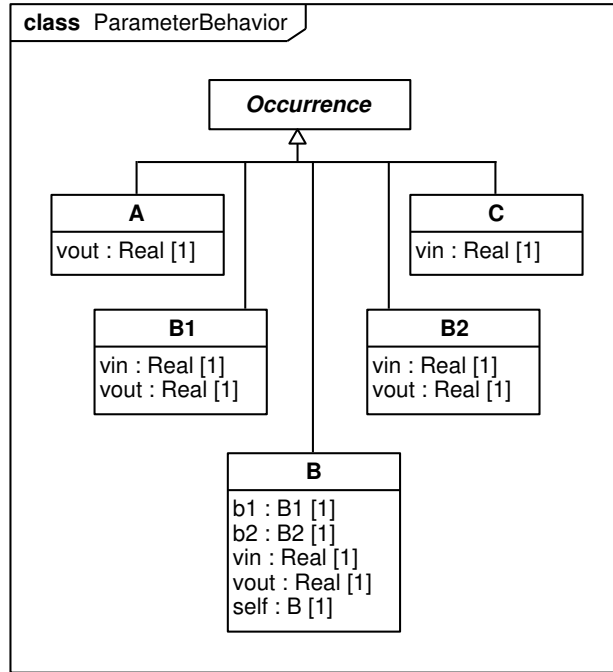 class ParameterBehavior
Occurrence
A
vout : Real [1]
C
vin : Real [1]
B1
vin : Real [1]
vout : Real [1]
B2
vin : Real [1]
vout : Real [1]
B
b1 : B1 [1]
b2 : B2 [1]
vin : Real [1]
vout : Real [1]
self : B [1]